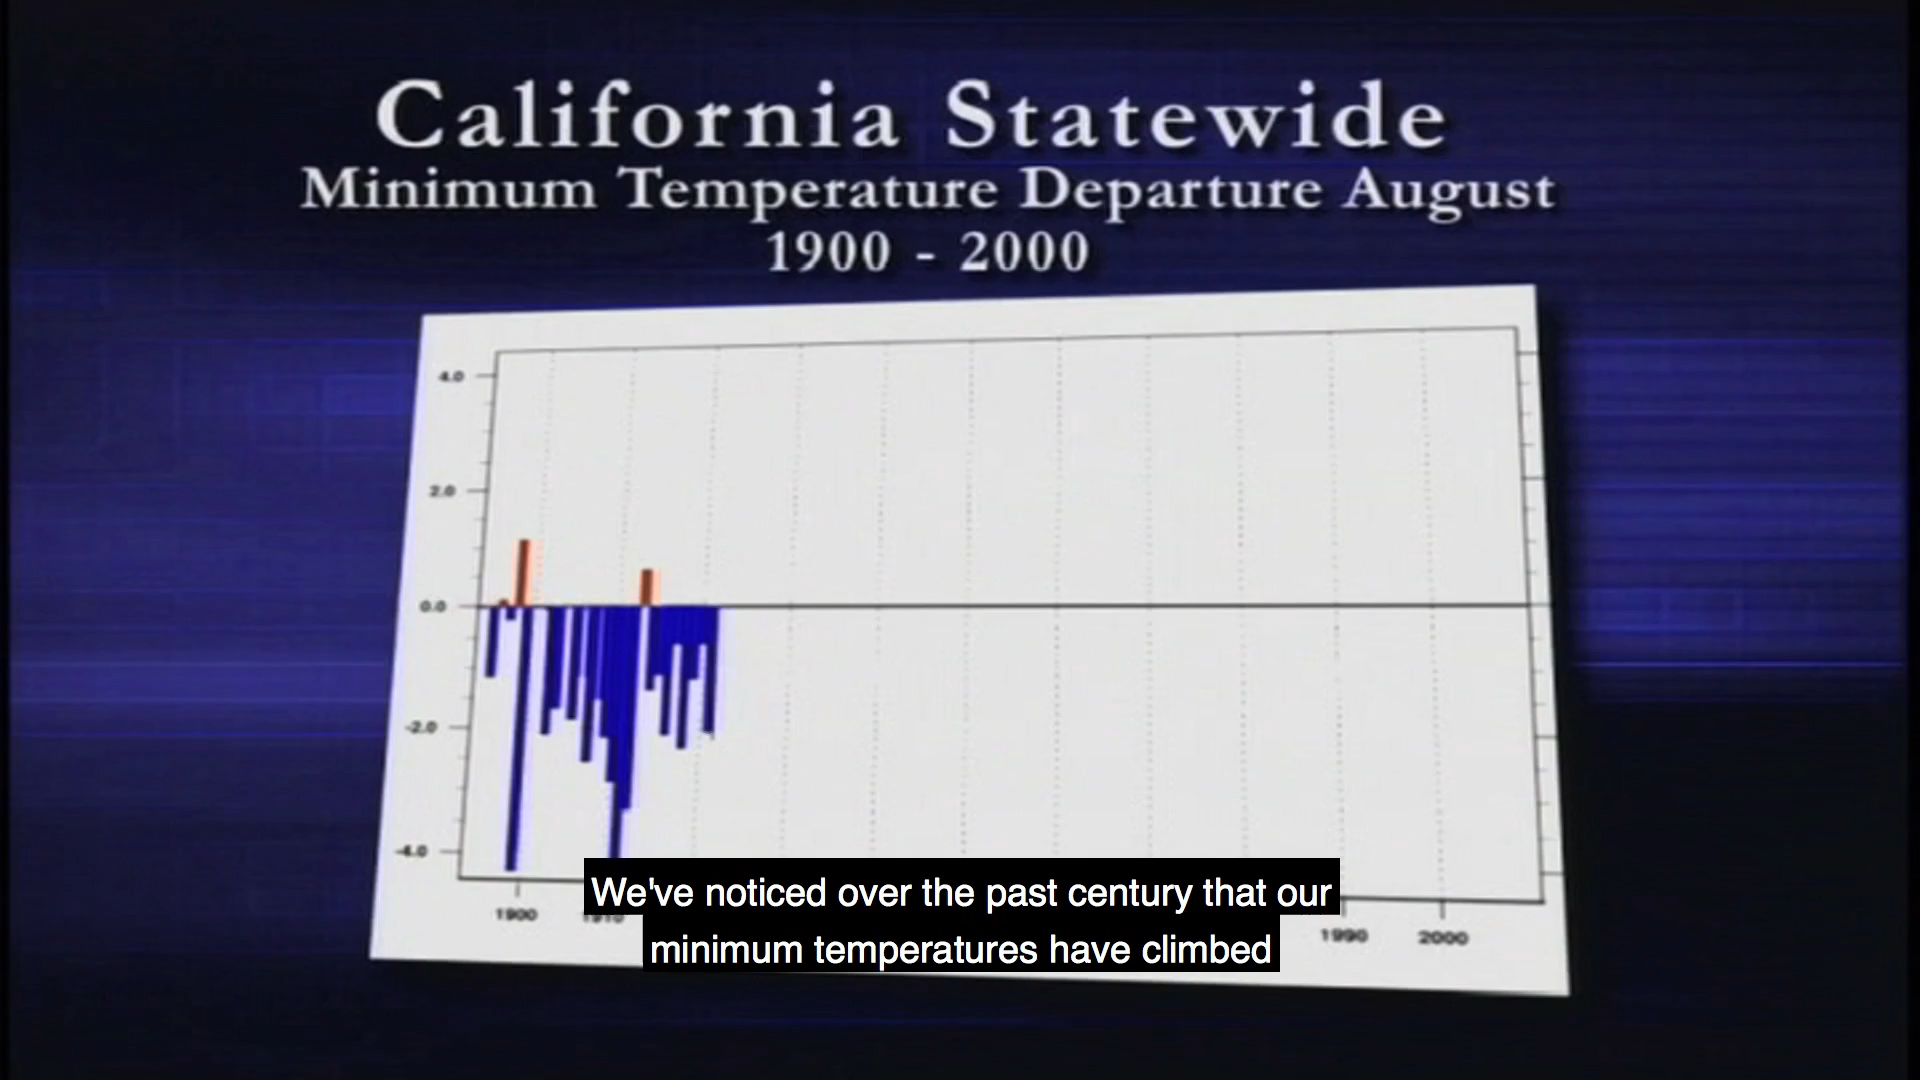 California Statewide
Minimum Temperature Departure August
1900 - 2000
4.0
2.0
0.0
-2.0
-4.0
1900
1910
1990
2000
We've noticed over the past century that our
minimum temperatures have climbed